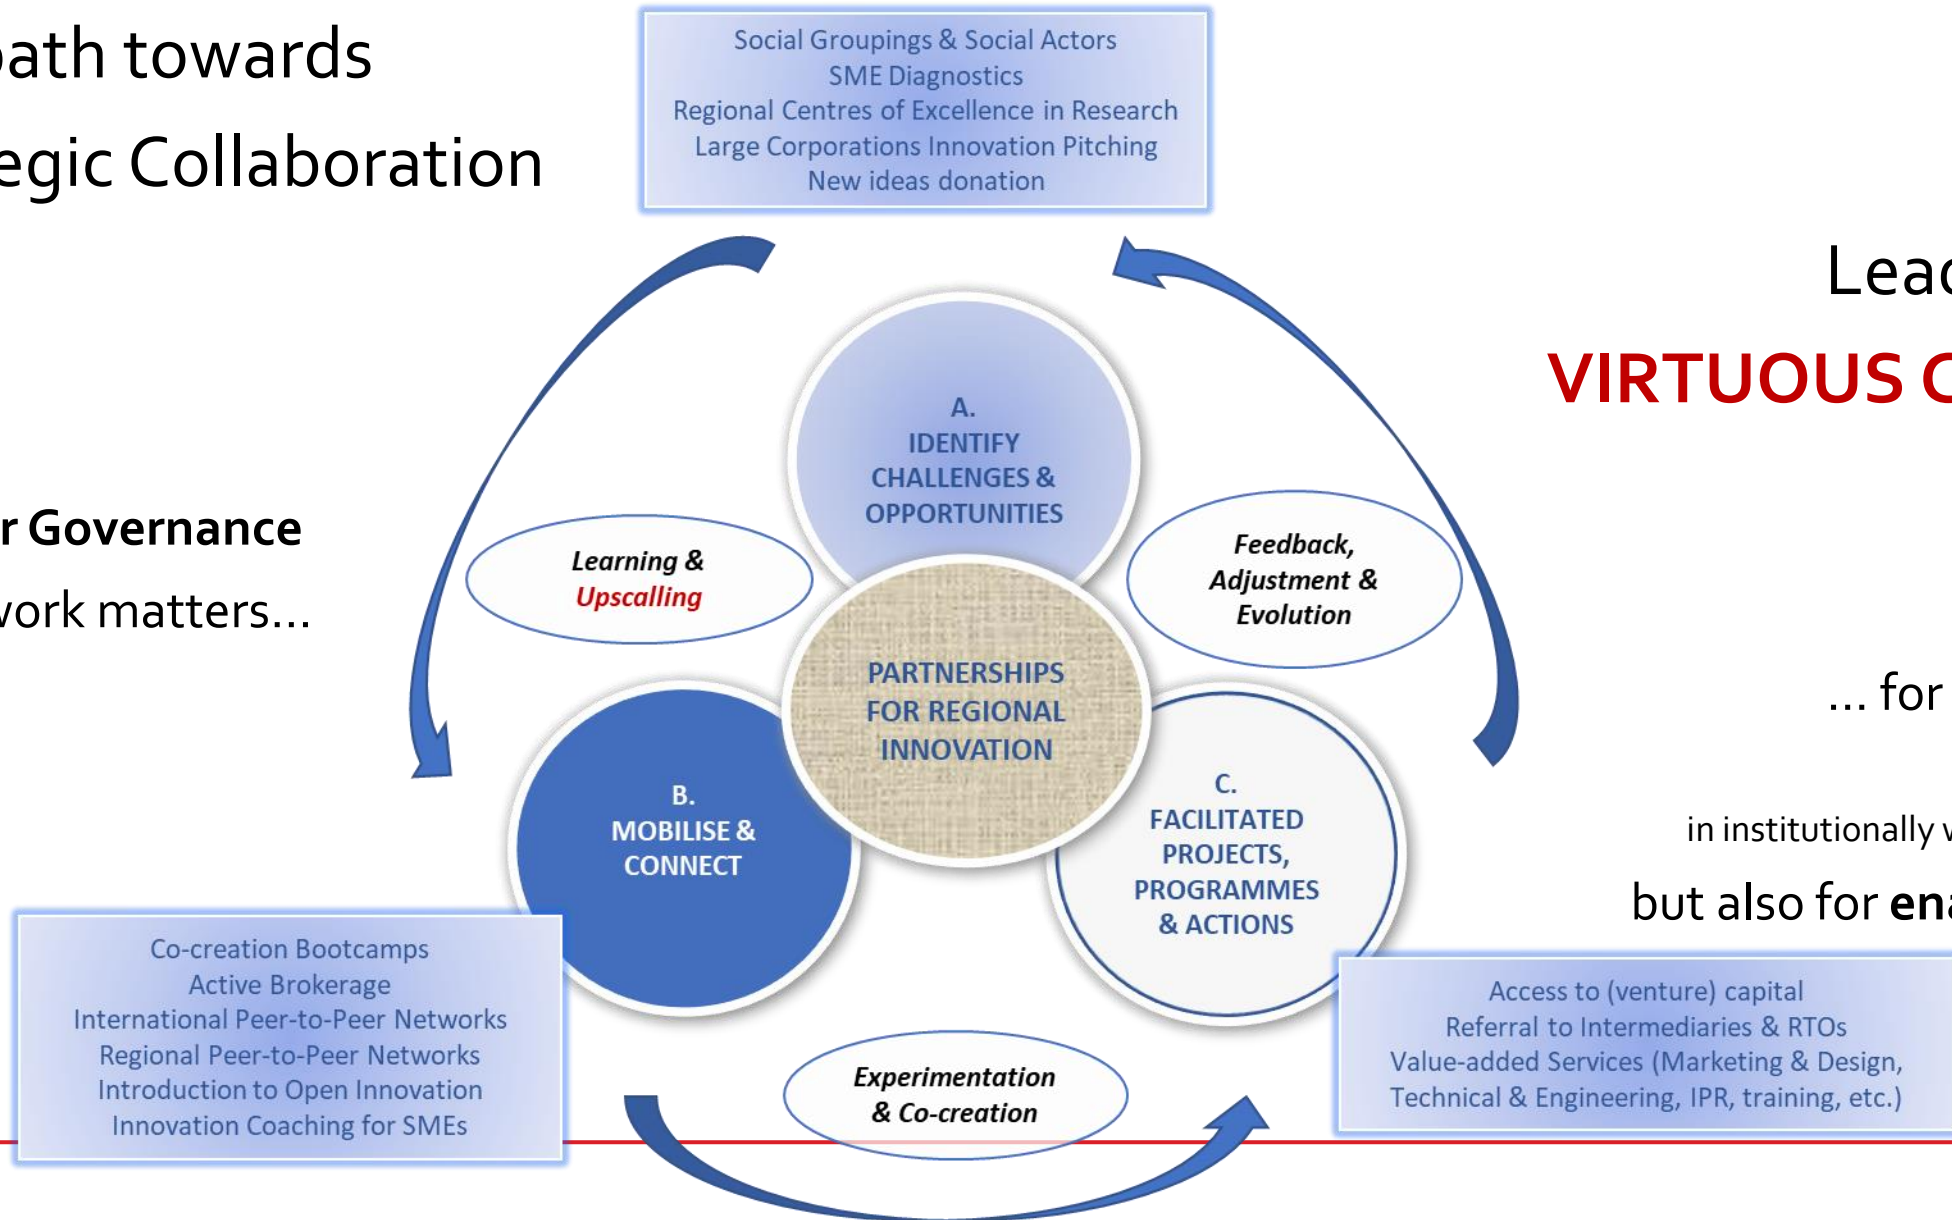 path towards
egic Collaboration
Social Groupings & Social Actors
SME Diagnostics
Regional Centres of Excellence in Research
Large Corporations Innovation Pitching
New ideas donation
Lead
VIRTUOUS C
A.
IDENTIFY
CHALLENGES &
OPPORTUNITIES
r Governance
work matters...
Learning &
Upscalling
Feedback,
Adjustment &
Evolution
PARTNERSHIPS
FOR REGIONAL
INNOVATION
... for
in institutionally w
but also for ena
B.
MOBILISE &
CONNECT
C.
FACILITATED
PROJECTS,
PROGRAMMES
& ACTIONS
Co-creation Bootcamps
Active Brokerage
International Peer-to-Peer Networks
Regional Peer-to-Peer Networks
Introduction to Open Innovation
Innovation Coaching for SMEs
Experimentation
& Co-creation
Access to (venture) capital
Referral to Intermediaries & RTOs
Value-added Services (Marketing & Design,
Technical & Engineering, IPR, training, etc.)